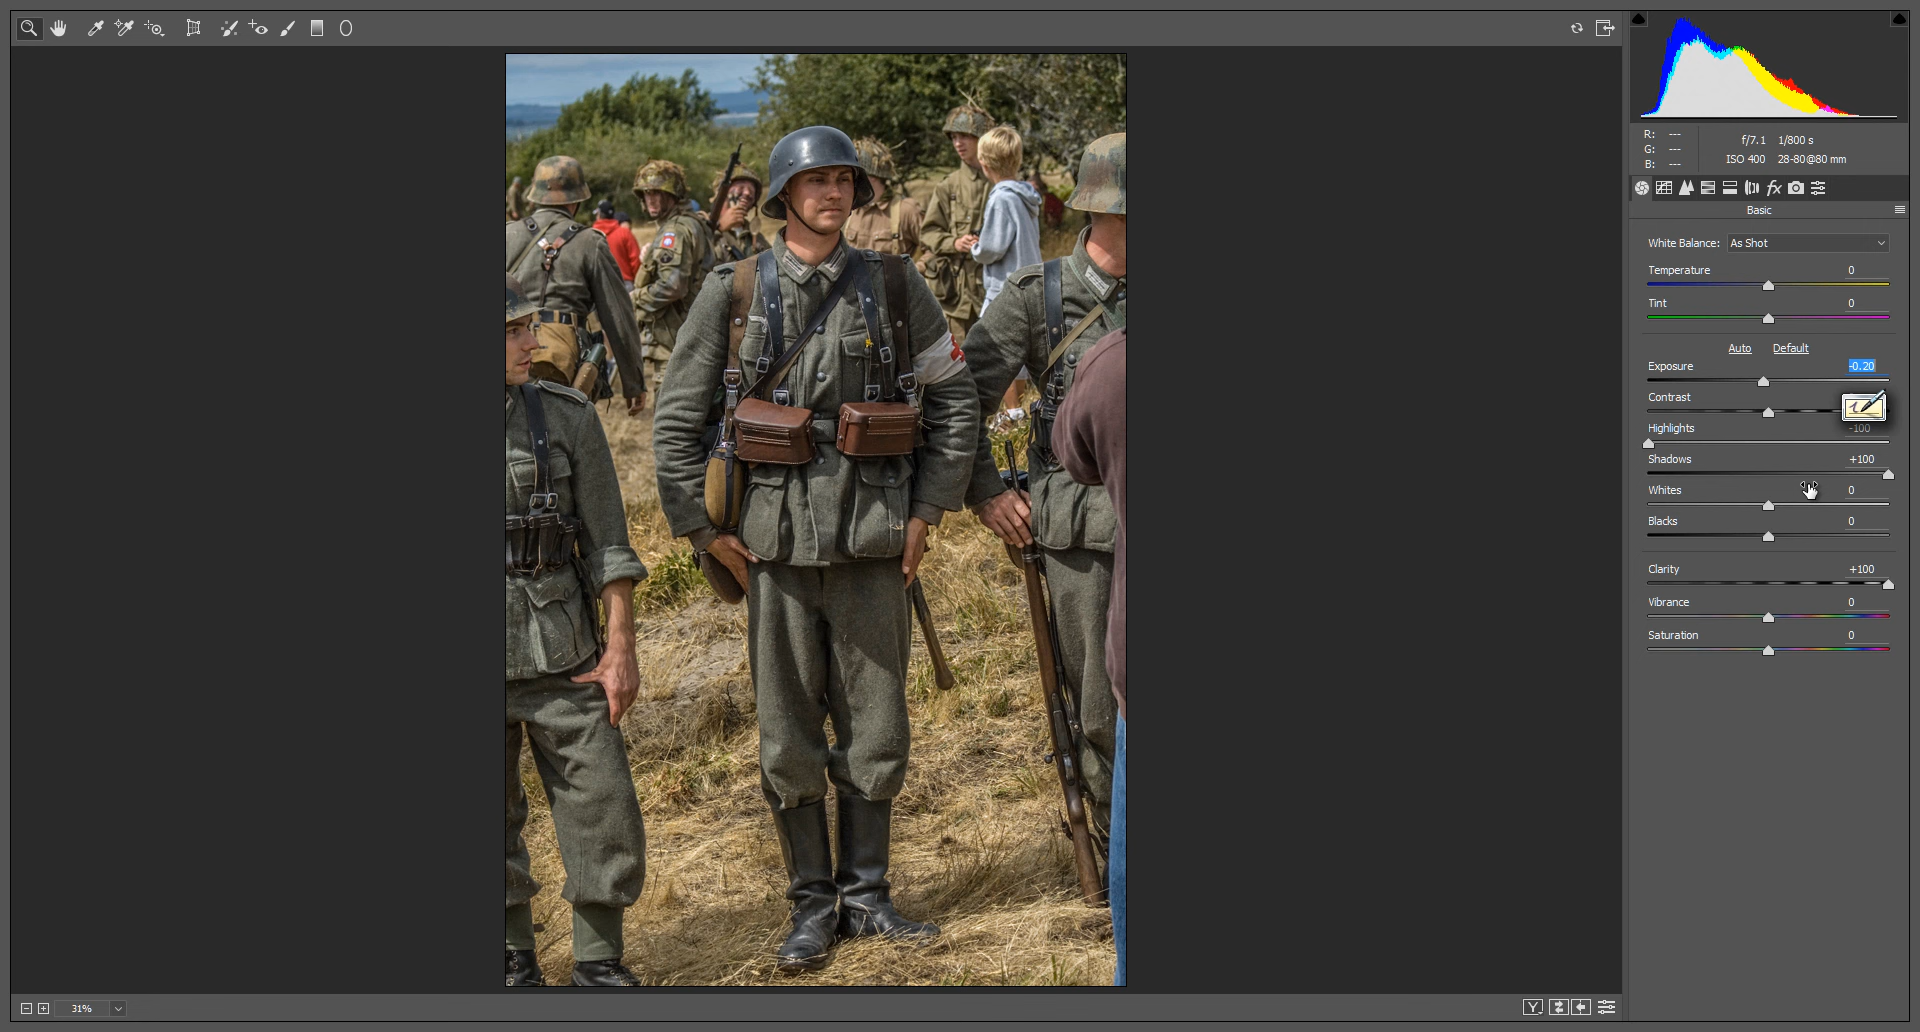 R: ---
G: ---
B: ---
f/7.1 1/800 s
ISO 400 28-80@80 mm
fx
Basic
White Balance: As Shot
Temperature 0
Tint 0
Auto Default
Exposure -0.20
Contrast
Highlights -100
Shadows +100
Whites 0
Blacks 0
Clarity +100
Vibrance 0
Saturation 0
31%
Y